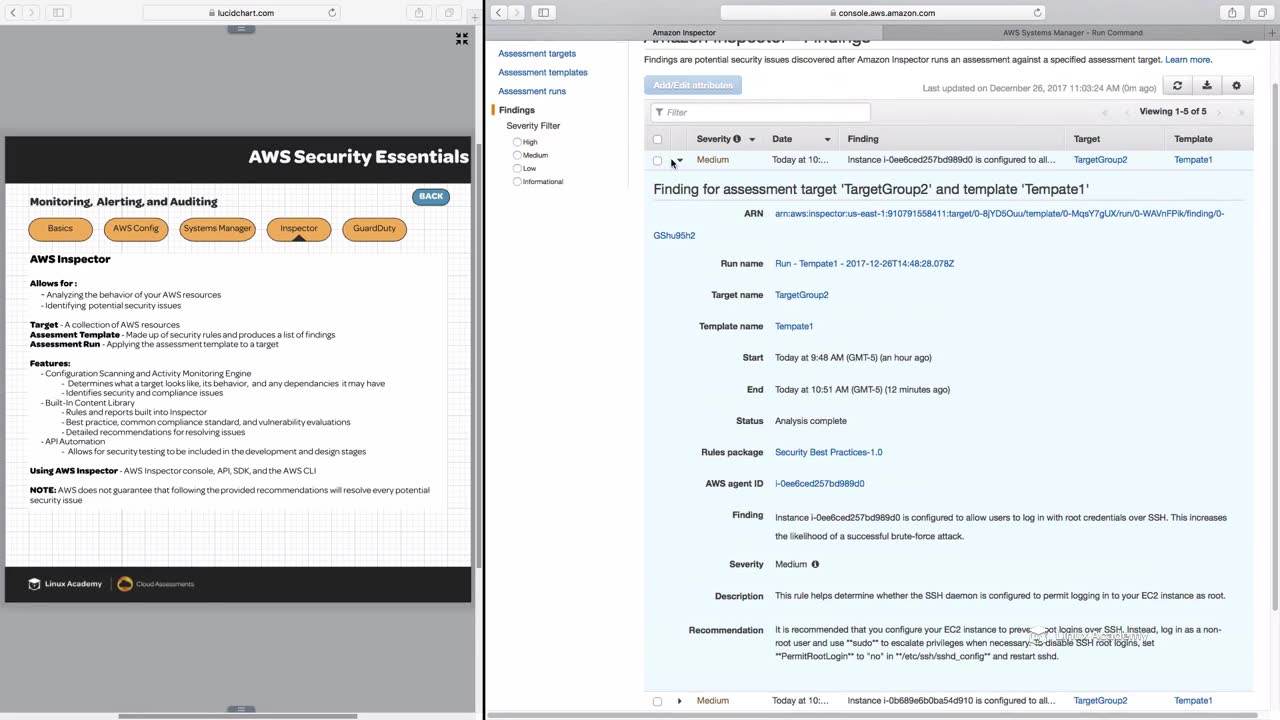 lucidchart.com
AWS Security Essentials
Monitoring, Alerting, and Auditing
BACK
Basics
AWS Config
Systems Manager
Inspector
GuardDuty
AWS Inspector
Allows for :
- Analyzing the behavior of your AWS resources
- Identifying potential security issues
Target - A collection of AWS resources
Assesment Template - Made up of security rules and produces a list of findings
Assessment Run - Applying the assessment template to a target
Features:
- Configuration Scanning and Activity Monitoring Engine
- Determines what a target looks like, its behavior, and any dependencies it may have
- Identifies security and compliance issues
- Built-In Content Library
- Rules and reports built into Inspector
- Best practice, common compliance standard, and vulnerability evaluations
- Detailed recommendations for resolving issues
- API Automation
- Allows for security testing to be included in the development and design stages
Using AWS Inspector - AWS Inspector console, API, SDK, and the AWS CLI
NOTE: AWS does not guarantee that following the provided recommendations will resolve every potential
security issue
Linux Academy
Cloud Assessments
console.aws.amazon.com
Amazon Inspector
AWS Systems Manager - Run Command
Assessment targets
Assessment templates
Assessment runs
Findings
Severity Filter
High
Medium
Low
Informational
Amazon Inspector - Findings
Findings are potential security issues discovered after Amazon Inspector runs an assessment against a specified assessment target. Learn more.
Add/Edit attributes
Last updated on December 26, 2017 11:03:24 AM (0m ago)
Filter
Viewing 1-5 of 5
Severity Date Finding Target Template
Medium Today at 10:... Instance i-0ee6ced257bd989d0 is configured to all... TargetGroup2 Tempate1
Finding for assessment target 'TargetGroup2' and template 'Tempate1'
ARN arn:aws:inspector:us-east-1:910791558411:target/0-8jYD5Ouu/template/0-MqsY7gUX/run/0-WAVnFPik/finding/0-
GShu95h2
Run name Run - Tempate1 - 2017-12-26T14:48:28.078Z
Target name TargetGroup2
Template name Tempate1
Start Today at 9:48 AM (GMT-5) (an hour ago)
End Today at 10:51 AM (GMT-5) (12 minutes ago)
Status Analysis complete
Rules package Security Best Practices-1.0
AWS agent ID i-0ee6ced257bd989d0
Finding Instance i-0ee6ced257bd989d0 is configured to allow users to log in with root credentials over SSH. This increases
the likelihood of a successful brute-force attack.
Severity Medium
Description This rule helps determine whether the SSH daemon is configured to permit logging in to your EC2 instance as root.
Recommendation It is recommended that you configure your EC2 instance to prevent root logins over SSH. Instead, log in as a non-
root user and use **sudo** to escalate privileges when necessary. To disable SSH root logins, set
**PermitRootLogin** to "no" in **/etc/ssh/sshd_config** and restart sshd.
Linux Academy
Medium Today at 10:... Instance i-0b689e6b0ba54d910 is configured to all... TargetGroup2 Tempate1